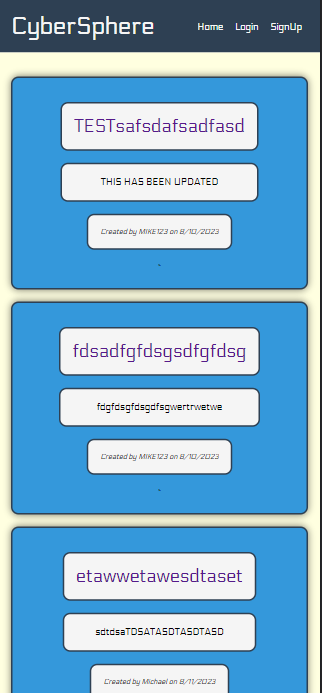 CyberSphere
Home Login SignUp
TESTsafsdafsadfasd
THIS HAS BEEN UPDATED
Created by MIKE123 on 8/10/2023
fdsadfgfdsgsdfgfdsg
fdgfdsgfdsgdfsgwertrwetwe
Created by MIKE123 on 8/10/2023
etawwetawesdtaset
sdtdsaTDSATASDTASDTASD
Created by Michael on 8/11/2023